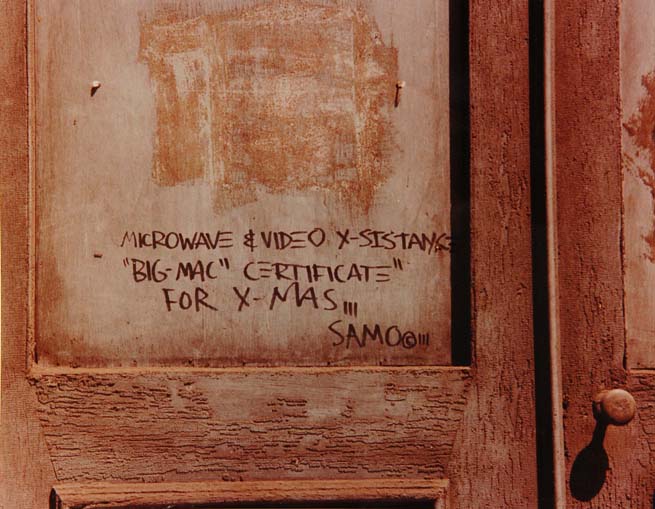 MICROWAVE & VIDEO X-SISTANCE
"BIG-MAC" CERTIFICATE"
FOR X-MAS,,,
SAMO©...